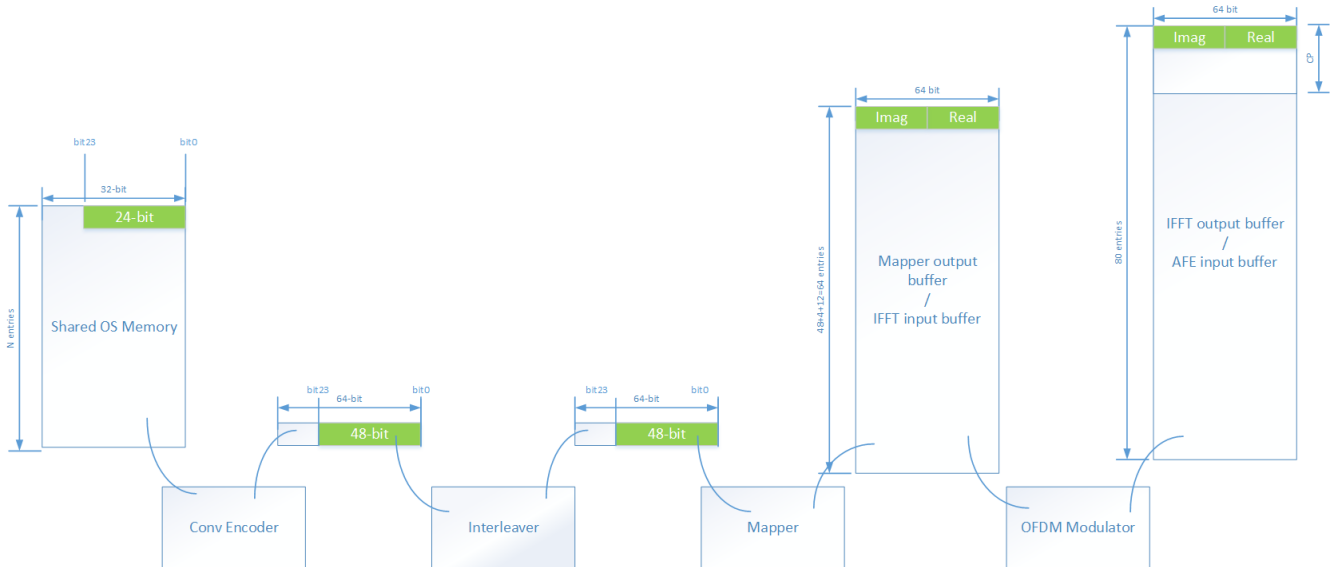 64 bit
Imag Real
CP
80 entries
IFFT output buffer
/
AFE input buffer
64 bit
Imag Real
48+4+12=64 entries
Mapper output
buffer
/
IFFT input buffer
bit23 bit0
32-bit
24-bit
N entries
Shared OS Memory
bit23 bit0
64-bit
48-bit
bit23 bit0
64-bit
48-bit
Conv Encoder
Interleaver
Mapper
OFDM Modulator